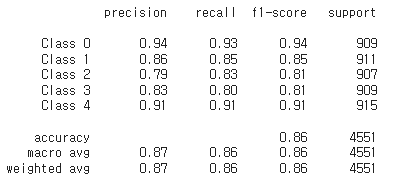 precision recall f1-score support
Class 0 0.94 0.93 0.94 909
Class 1 0.86 0.85 0.85 911
Class 2 0.79 0.83 0.81 907
Class 3 0.83 0.80 0.81 909
Class 4 0.91 0.91 0.91 915
accuracy 0.86 4551
macro avg 0.87 0.86 0.86 4551
weighted avg 0.87 0.86 0.86 4551